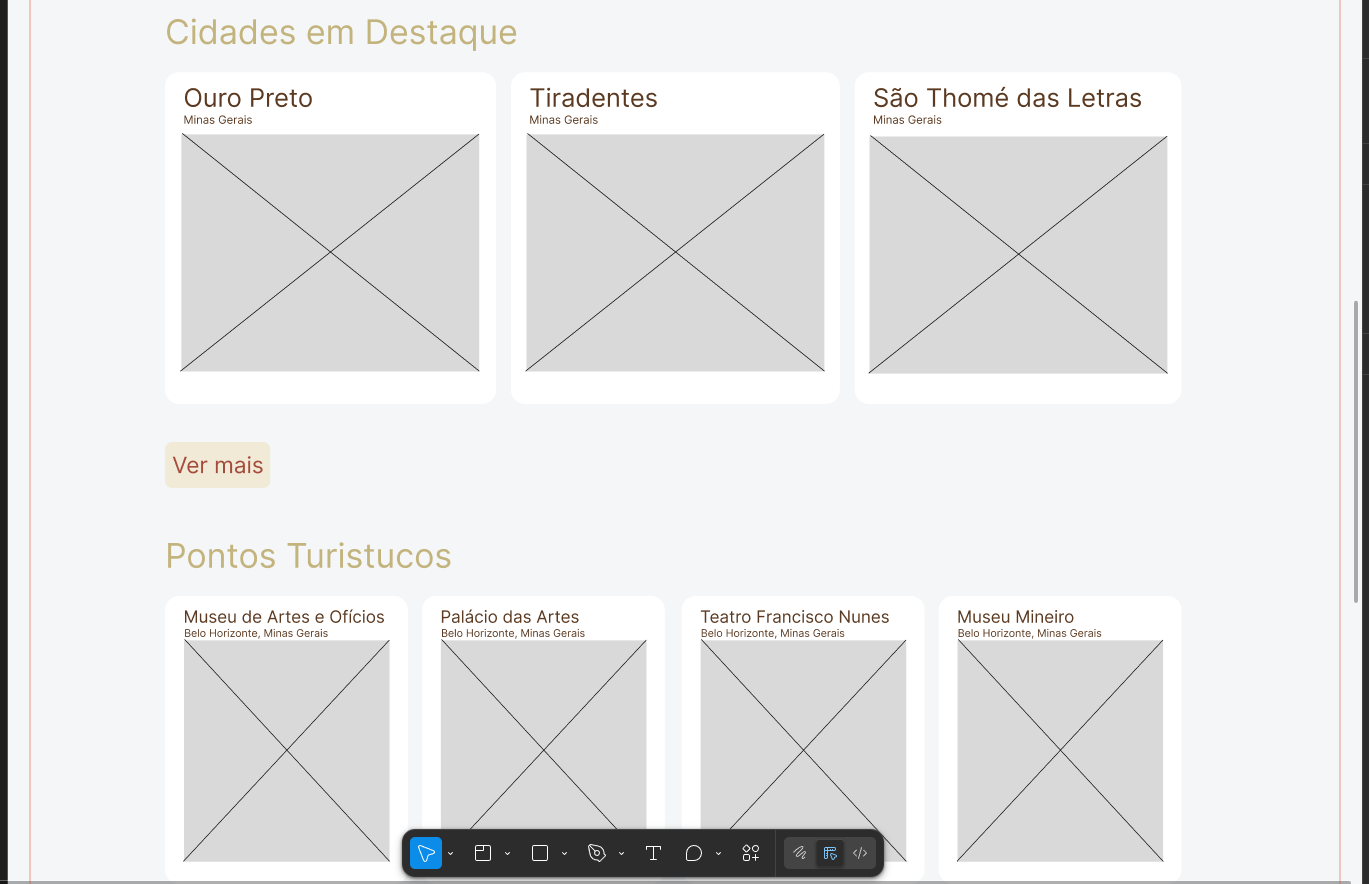 Cidades em Destaque
Ouro Preto
Minas Gerais
Tiradentes
Minas Gerais
São Thomé das Letras
Minas Gerais
Ver mais
Pontos Turistucos
Museu de Artes e Ofícios
Belo Horizonte, Minas Gerais
Palácio das Artes
Belo Horizonte, Minas Gerais
Teatro Francisco Nunes
Belo Horizonte, Minas Gerais
Museu Mineiro
Belo Horizonte, Minas Gerais